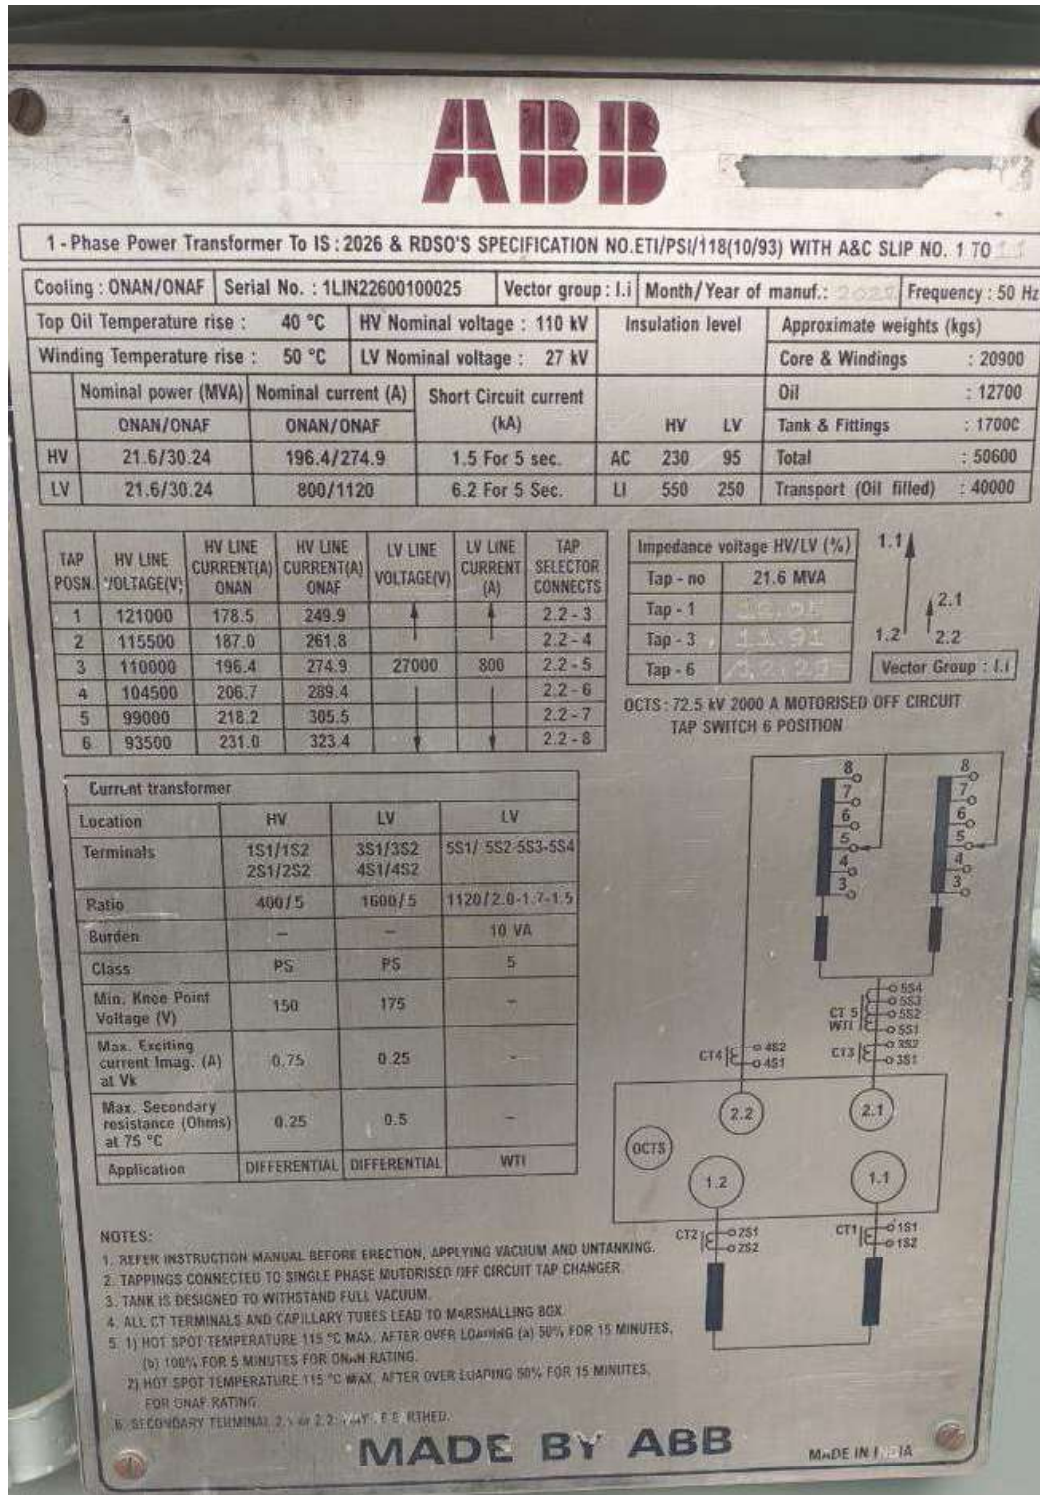 ABB
1 - Phase Power Transformer To IS : 2026 & RDSO'S SPECIFICATION NO.ETI/PSI/118(10/93) WITH A&C SLIP NO. 1 TO
Cooling : ONAN/ONAF Serial No. : 1LIN22600100025 Vector group : I.i Month/Year of manuf.: Frequency : 50 Hz
Top Oil Temperature rise : 40 °C HV Nominal voltage : 110 kV Insulation level Approximate weights (kgs)
Winding Temperature rise : 50 °C LV Nominal voltage : 27 kV Core & Windings : 20900
Nominal power (MVA) Nominal current (A) Short Circuit current Oil : 12700
ONAN/ONAF ONAN/ONAF (kA) HV LV Tank & Fittings : 17000
HV 21.6/30.24 196.4/274.9 1.5 For 5 sec. AC 230 95 Total : 50600
LV 21.6/30.24 800/1120 6.2 For 5 Sec. LI 550 250 Transport (Oil filled) : 40000
TAP POSN. HV LINE VOLTAGE(V) HV LINE CURRENT(A) ONAN HV LINE CURRENT(A) ONAF LV LINE VOLTAGE(V) LV LINE CURRENT (A) TAP SELECTOR CONNECTS
1 121000 178.5 249.9 2.2 - 3
2 115500 187.0 261.8 2.2 - 4
3 110000 196.4 274.9 27000 800 2.2 - 5
4 104500 206.7 289.4 2.2 - 6
5 99000 218.2 305.5 2.2 - 7
6 93500 231.0 323.4 2.2 - 8
Impedance voltage HV/LV (%)
Tap - no 21.6 MVA
Tap - 1
Tap - 3 11.91
Tap - 6
1.1
2.1
1.2 2.2
Vector Group : I.i
OCTS : 72.5 kV 2000 A MOTORISED OFF CIRCUIT
TAP SWITCH 6 POSITION
Current transformer
Location HV LV LV
Terminals 1S1/1S2 3S1/3S2 5S1/ 5S2-5S3-5S4
2S1/2S2 4S1/4S2
Ratio 400/5 1600/5 1120/2.0-1.7-1.5
Burden – – 10 VA
Class PS PS 5
Min. Knee Point
Voltage (V) 150 175 –
Max. Exciting
current Imag. (A) 0.75 0.25 –
at Vk
Max. Secondary
resistance (Ohms) 0.25 0.5 –
at 75 °C
Application DIFFERENTIAL DIFFERENTIAL WTI
8 8
7 7
6 6
5 5
4 4
3 3
5S4
5S3
CT 5 5S2
WTI 5S1
CT4 4S2 CT3 3S2
4S1 3S1
2.2 2.1
OCTS
1.2 1.1
CT2 2S1 CT1 1S1
2S2 1S2
NOTES:
1. REFER INSTRUCTION MANUAL BEFORE ERECTION, APPLYING VACUUM AND UNTANKING.
2. TAPPINGS CONNECTED TO SINGLE PHASE MOTORISED OFF CIRCUIT TAP CHANGER.
3. TANK IS DESIGNED TO WITHSTAND FULL VACUUM.
4. ALL CT TERMINALS AND CAPILLARY TUBES LEAD TO MARSHALLING BOX.
5. 1) HOT SPOT TEMPERATURE 115 °C MAX. AFTER OVER LOADING (a) 50% FOR 15 MINUTES,
(b) 100% FOR 5 MINUTES FOR ONAN RATING.
2) HOT SPOT TEMPERATURE 115 °C MAX. AFTER OVER LOADING 50% FOR 15 MINUTES,
FOR ONAF RATING.
6. SECONDARY TERMINAL 2.1 or 2.2 MAY BE EARTHED.
MADE BY ABB
MADE IN INDIA